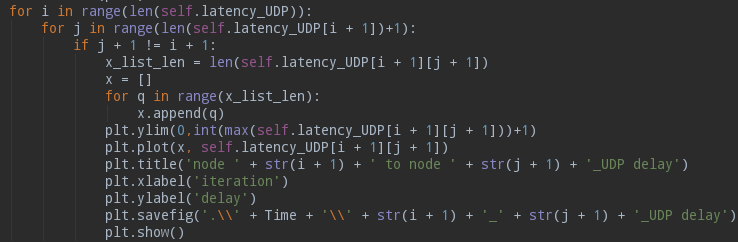 for i in range(len(self.latency_UDP)):
    for j in range(len(self.latency_UDP[i + 1])+1):
        if j + 1 != i + 1:
            x_list_len = len(self.latency_UDP[i + 1][j + 1])
            x = []
            for q in range(x_list_len):
                x.append(q)
            plt.ylim(0,int(max(self.latency_UDP[i + 1][j + 1]))+1)
            plt.plot(x, self.latency_UDP[i + 1][j + 1])
            plt.title('node ' + str(i + 1) + ' to node ' + str(j + 1) + '_UDP delay')
            plt.xlabel('iteration')
            plt.ylabel('delay')
            plt.savefig('.\\' + Time + '\\' + str(i + 1) + '_' + str(j + 1) + '_UDP delay')
            plt.show()